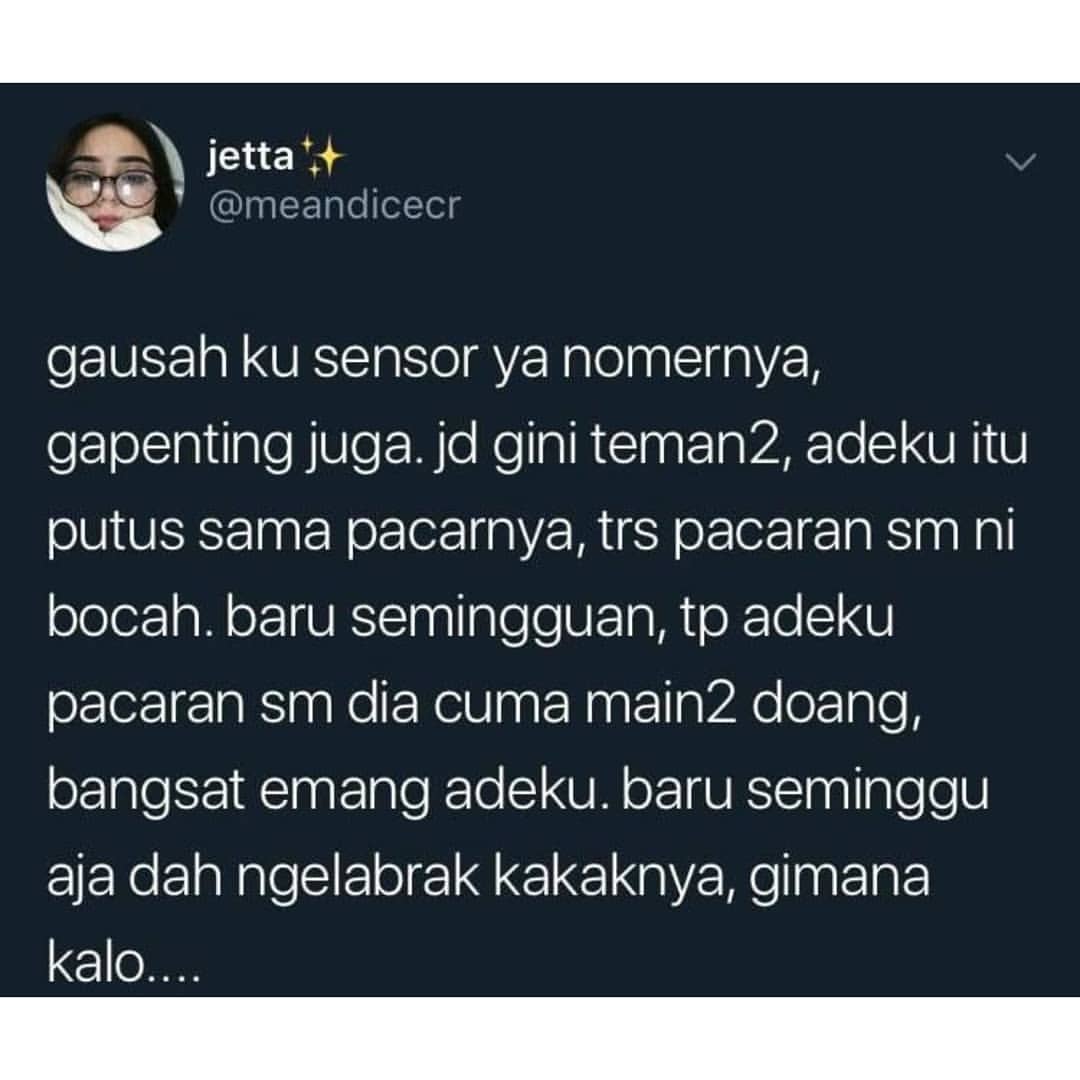 jetta✨
@meandicecr
gausah ku sensor ya nomernya,
gapenting juga. jd gini teman2, adeku itu
putus sama pacarnya, trs pacaran sm ni
bocah. baru semingguan, tp adeku
pacaran sm dia cuma main2 doang,
bangsat emang adeku. baru seminggu
aja dah ngelabrak kakaknya, gimana
kalo....